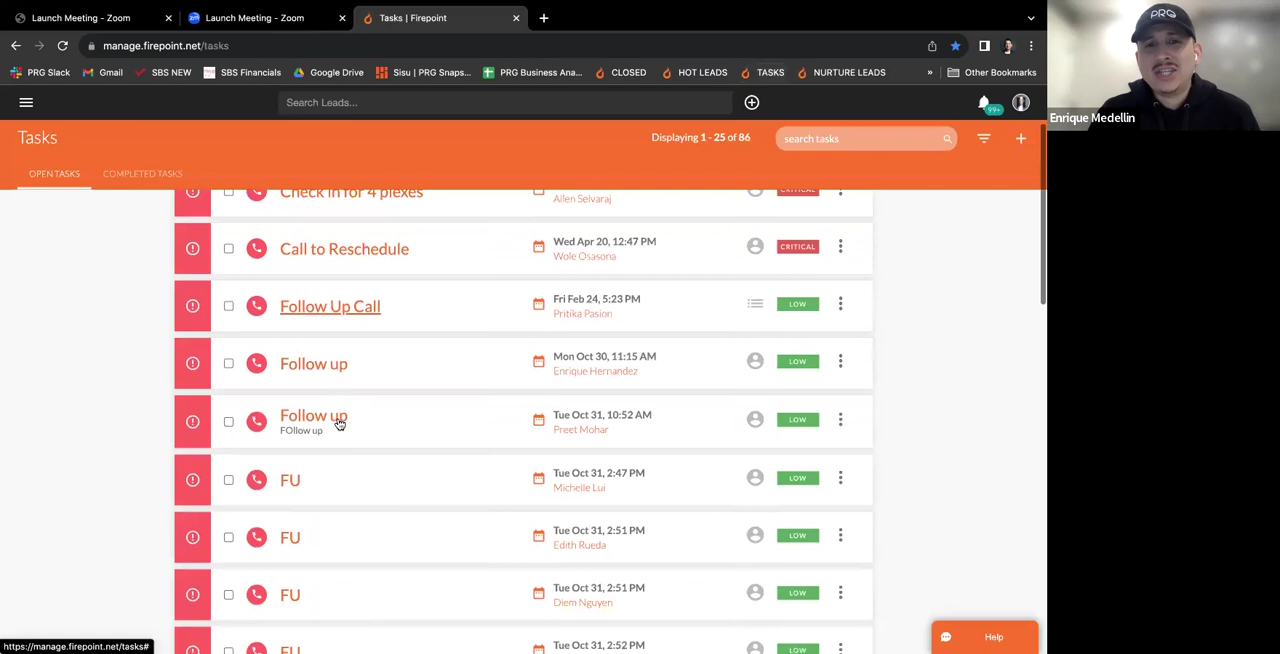 Launch Meeting - Zoom
Launch Meeting - Zoom
Tasks | Firepoint
manage.firepoint.net/tasks
PRG Slack
Gmail
SBS NEW
SBS Financials
Google Drive
Sisu | PRG Snaps...
PRG Business Ana...
CLOSED
HOT LEADS
TASKS
NURTURE LEADS
»
Other Bookmarks
Search Leads...
99+
Tasks
Displaying 1 - 25 of 86
search tasks
OPEN TASKS
COMPLETED TASKS
Check in for 4 plexes
Allen Selvaraj
CRITICAL
Call to Reschedule
Wed Apr 20, 12:47 PM
Wole Osasona
CRITICAL
Follow Up Call
Fri Feb 24, 5:23 PM
Pritika Pasion
LOW
Follow up
Mon Oct 30, 11:15 AM
Enrique Hernandez
LOW
Follow up
FOllow up
Tue Oct 31, 10:52 AM
Preet Mohar
LOW
FU
Tue Oct 31, 2:47 PM
Michelle Lui
LOW
FU
Tue Oct 31, 2:51 PM
Edith Rueda
LOW
FU
Tue Oct 31, 2:51 PM
Diem Nguyen
LOW
FU
Tue Oct 31, 2:52 PM
LOW
Help
https://manage.firepoint.net/tasks#
PRG
Enrique Medellin